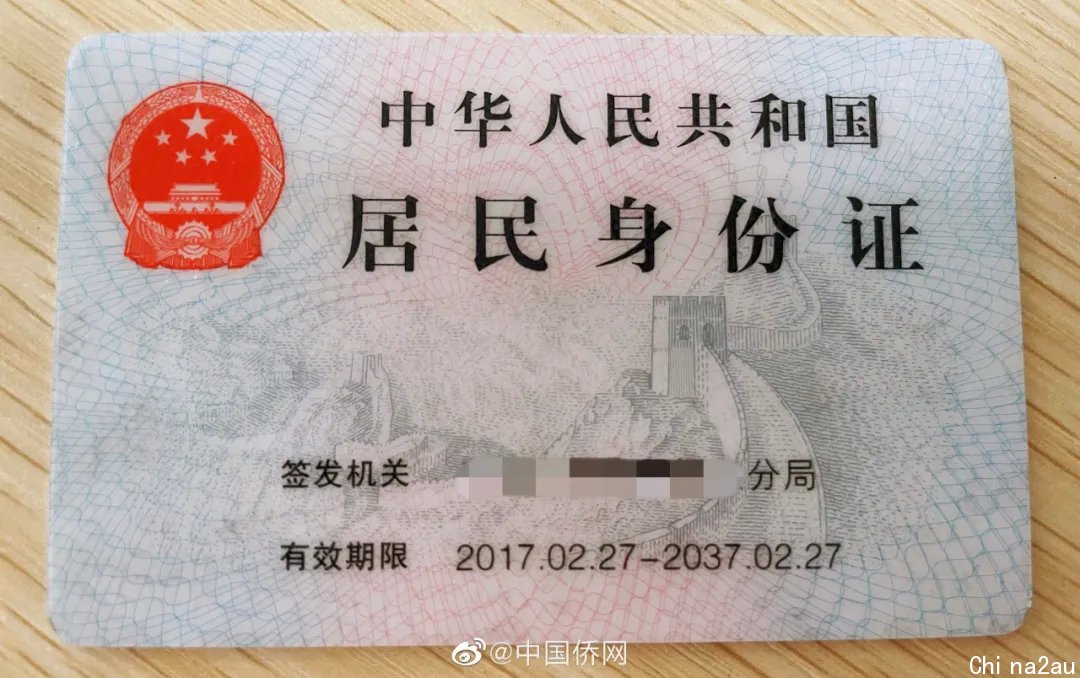 中华人民共和国
居民身份证
签发机关 分局
有效期限 2017.02.27-2037.02.27
@中国侨网
Chi na2au